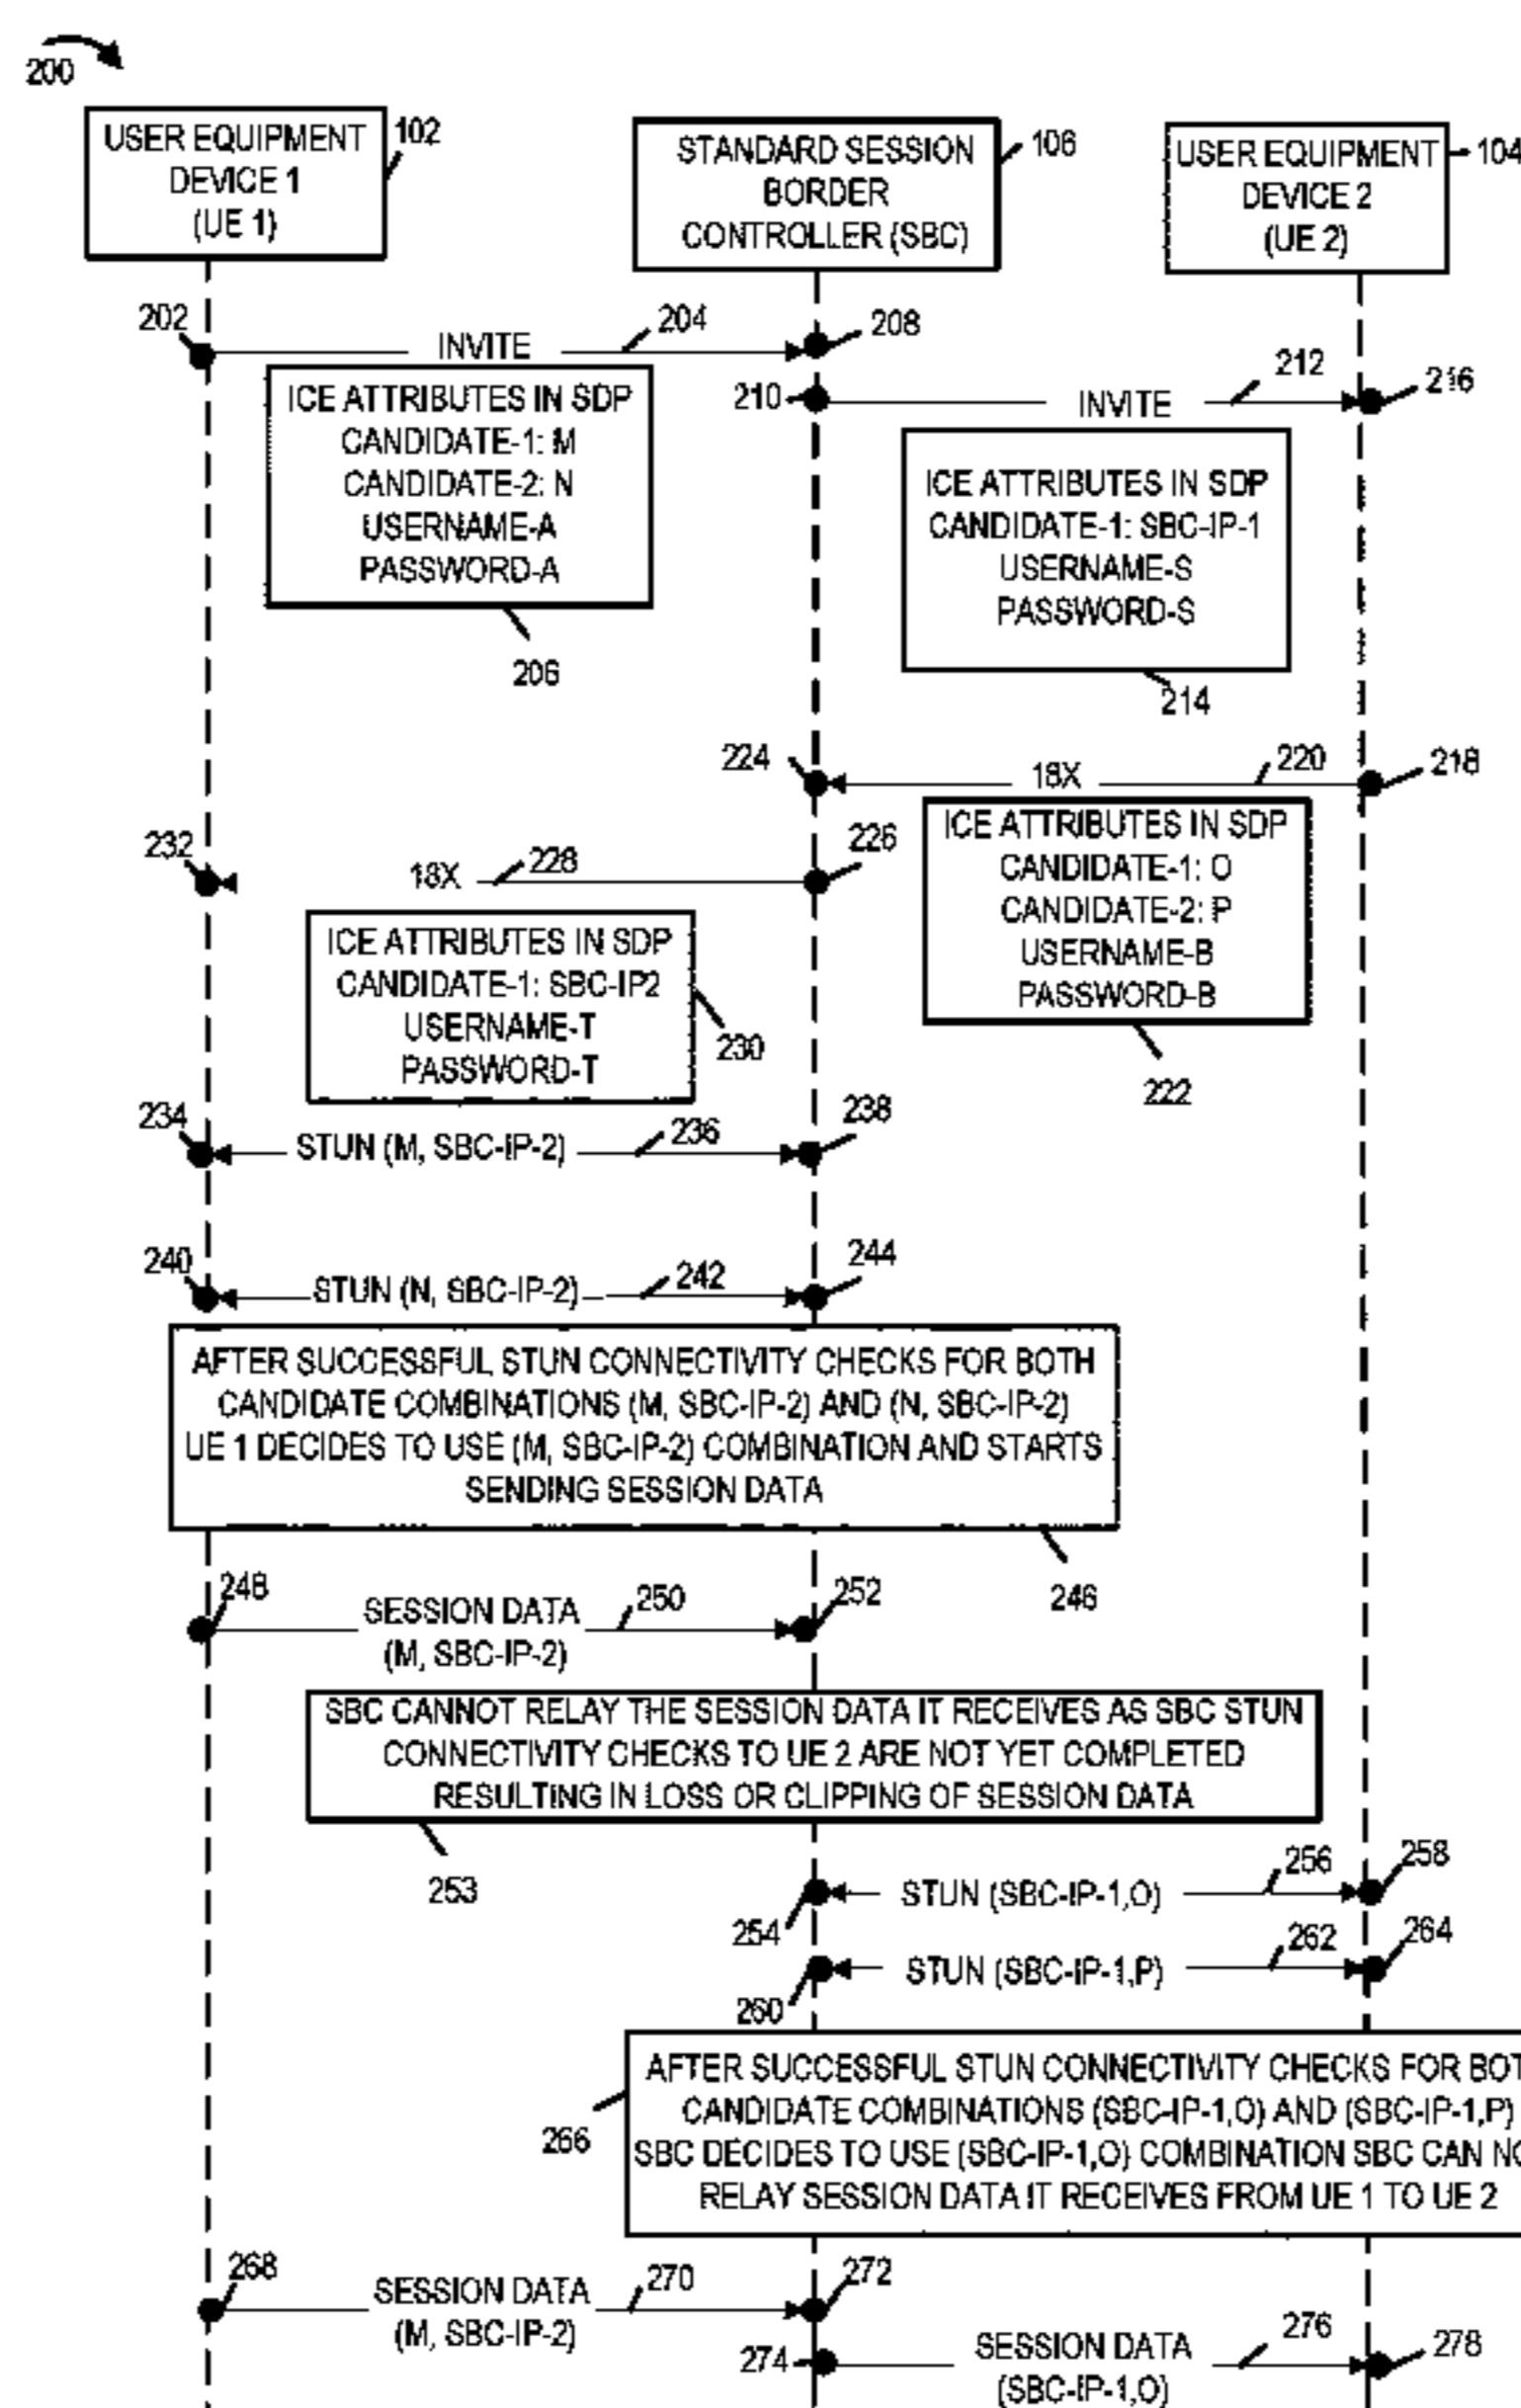 200
USER EQUIPMENT
DEVICE 1
(UE 1)
102
STANDARD SESSION
BORDER
CONTROLLER (SBC)
106
USER EQUIPMENT
DEVICE 2
(UE 2)
104
202
INVITE
204
208
ICE ATTRIBUTES IN SDP
CANDIDATE-1: M
CANDIDATE-2: N
USERNAME-A
PASSWORD-A
206
210
INVITE
212
216
ICE ATTRIBUTES IN SDP
CANDIDATE-1: SBC-IP-1
USERNAME-S
PASSWORD-S
214
224
18X
220
218
ICE ATTRIBUTES IN SDP
CANDIDATE-1: O
CANDIDATE-2: P
USERNAME-B
PASSWORD-B
222
232
18X
228
226
ICE ATTRIBUTES IN SDP
CANDIDATE-1: SBC-IP2
USERNAME-T
PASSWORD-T
230
234
STUN (M, SBC-IP-2)
236
238
240
STUN (N, SBC-IP-2)
242
244
AFTER SUCCESSFUL STUN CONNECTIVITY CHECKS FOR BOTH
CANDIDATE COMBINATIONS (M, SBC-IP-2) AND (N, SBC-IP-2)
UE 1 DECIDES TO USE (M, SBC-IP-2) COMBINATION AND STARTS
SENDING SESSION DATA
246
248
SESSION DATA
(M, SBC-IP-2)
250
252
SBC CANNOT RELAY THE SESSION DATA IT RECEIVES AS SBC STUN
CONNECTIVITY CHECKS TO UE 2 ARE NOT YET COMPLETED
RESULTING IN LOSS OR CLIPPING OF SESSION DATA
253
254
STUN (SBC-IP-1,O)
256
258
260
STUN (SBC-IP-1,P)
262
264
AFTER SUCCESSFUL STUN CONNECTIVITY CHECKS FOR BOT
CANDIDATE COMBINATIONS (SBC-IP-1,O) AND (SBC-IP-1,P)
SBC DECIDES TO USE (SBC-IP-1,O) COMBINATION SBC CAN NO
RELAY SESSION DATA IT RECEIVES FROM UE 1 TO UE 2
266
268
SESSION DATA
(M, SBC-IP-2)
270
272
274
SESSION DATA
(SBC-IP-1,O)
276
278